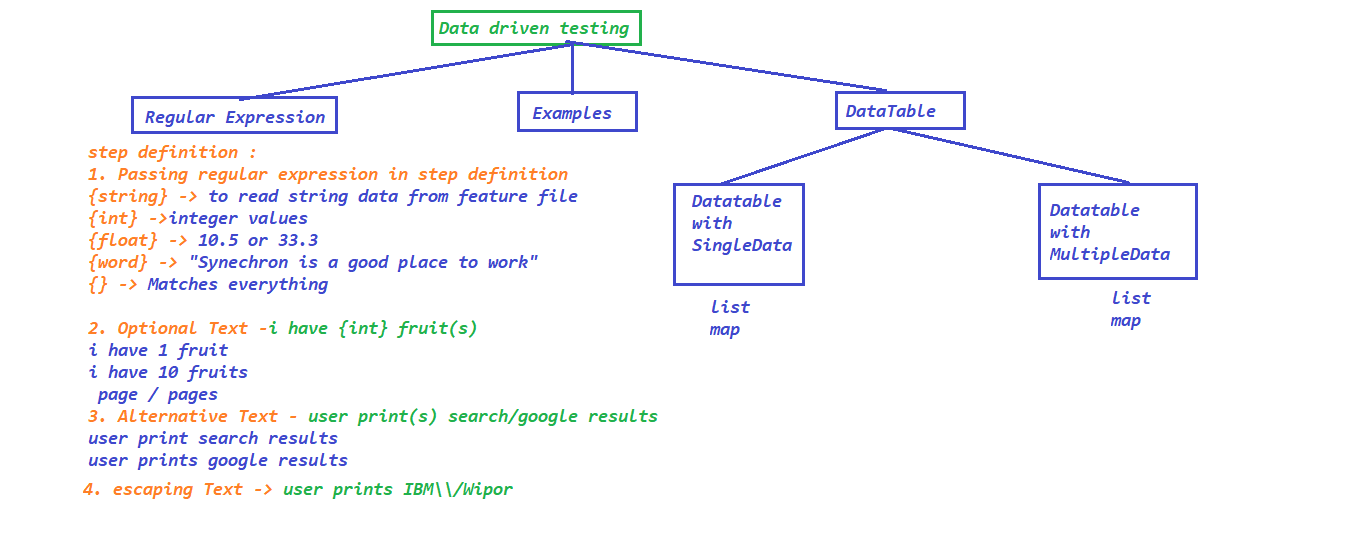 Data driven testing
Regular Expression
Examples
DataTable
step definition :
1. Passing regular expression in step definition
{string} -> to read string data from feature file
{int} ->integer values
{float} -> 10.5 or 33.3
{word} -> "Synechron is a good place to work"
{} -> Matches everything
2. Optional Text -i have {int} fruit(s)
i have 1 fruit
i have 10 fruits
page / pages
3. Alternative Text - user print(s) search/google results
user print search results
user prints google results
4. escaping Text -> user prints IBM\\/Wipor
Datatable
with
SingleData
list
map
Datatable
with
MultipleData
list
map